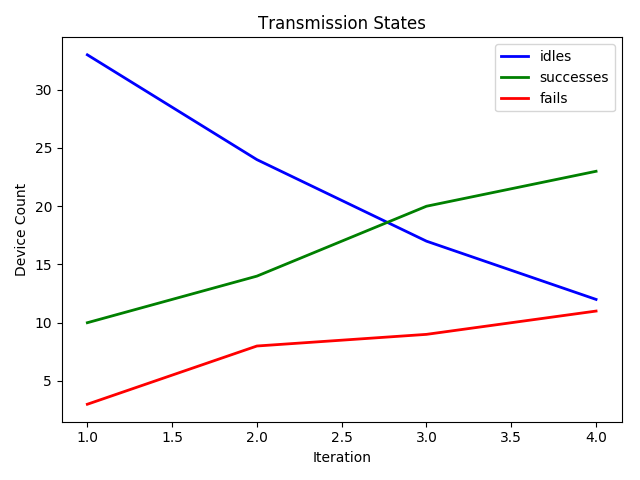 Transmission States
idles
successes
fails
Device Count
30
25
20
15
10
5
1.0 1.5 2.0 2.5 3.0 3.5 4.0
Iteration